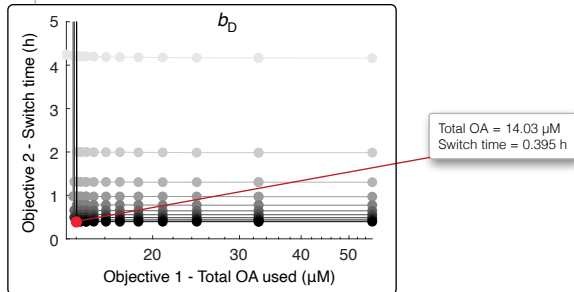 b_D
Objective 2 - Switch time (h)
5
4
3
2
1
0
20
30
40
50
Objective 1 - Total OA used (μM)
Total OA = 14.03 μM
Switch time = 0.395 h